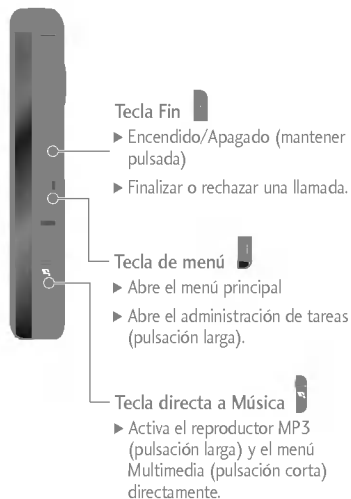 Tecla Fin
▶ Encendido/Apagado (mantener
pulsada)
▶ Finalizar o rechazar una llamada.
Tecla de menú
▶ Abre el menú principal
▶ Abre el administración de tareas
(pulsación larga).
Tecla directa a Música
▶ Activa el reproductor MP3
(pulsación larga) y el menú
Multimedia (pulsación corta)
directamente.